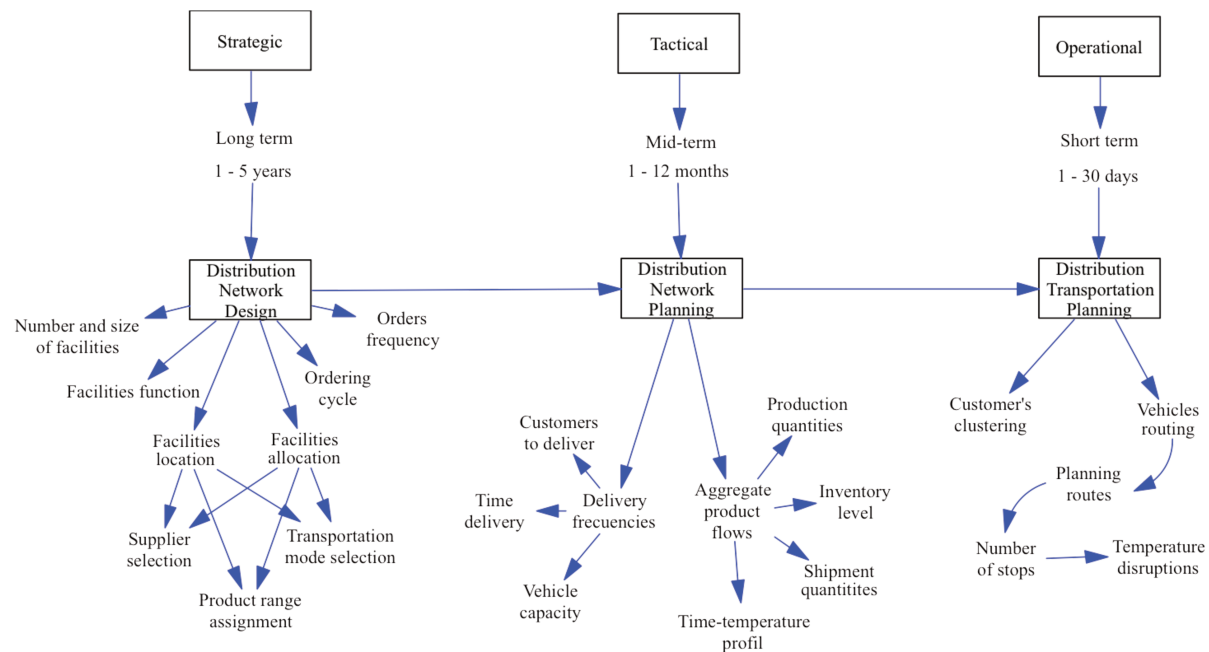 Strategic
Tactical
Operational
Long term
1 - 5 years
Mid-term
1 - 12 months
Short term
1 - 30 days
Distribution
Network
Design
Distribution
Network
Planning
Distribution
Transportation
Planning
Number and size
of facilities
Orders
frequency
Facilities function
Ordering
cycle
Facilities
location
Facilities
allocation
Supplier
selection
Transportation
mode selection
Product range
assignment
Customers
to deliver
Time
delivery
Delivery
frecuencies
Vehicle
capacity
Production
quantities
Aggregate
product
flows
Inventory
level
Shipment
quantitites
Time-temperature
profil
Customer's
clustering
Vehicles
routing
Planning
routes
Number
of stops
Temperature
disruptions